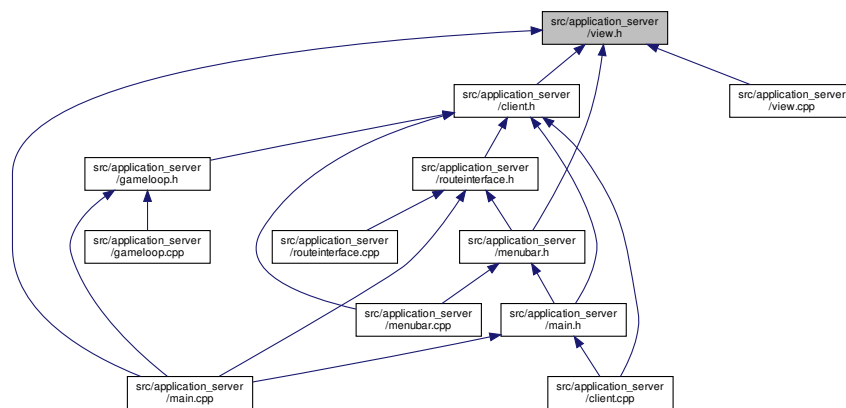 src/application_server
/view.h
src/application_server
/client.h
src/application_server
/view.cpp
src/application_server
/gameloop.h
src/application_server
/routeinterface.h
src/application_server
/gameloop.cpp
src/application_server
/routeinterface.cpp
src/application_server
/menubar.h
src/application_server
/menubar.cpp
src/application_server
/main.h
src/application_server
/main.cpp
src/application_server
/client.cpp